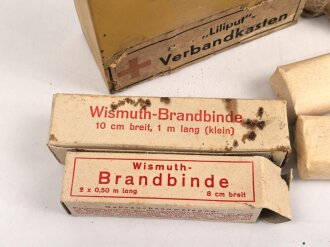 „Liliput"
Verbandkasten
Wismuth-Brandbinde
10 cm breit, 1 m lang (klein)
Wismuth-
Brandbinde
2 x 0,50 m lang 8 cm breit
Gebrauchsanweisung: